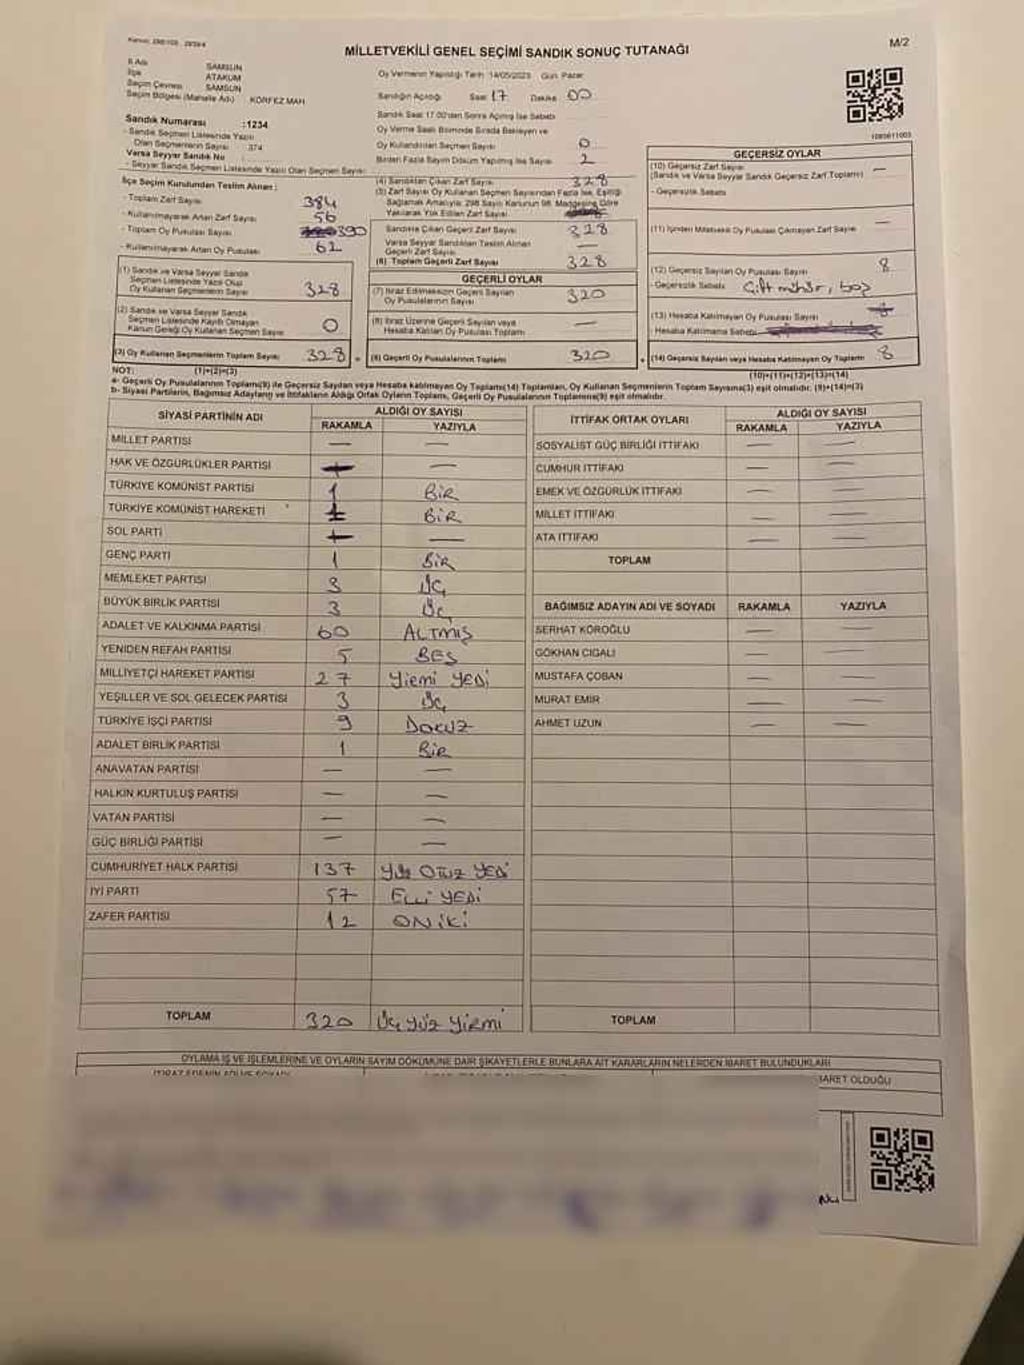 MİLLETVEKİLİ GENEL SEÇİMİ SANDIK SONUÇ TUTANAĞI
M/2
İl Adı SAMSUN
İlçe ATAKUM
Seçim Çevresi SAMSUN
Seçim Bölgesi (Mahalle Adı) KÖRFEZ MAH
Oy Vermenin Yapıldığı Tarih 14/05/2023 Gün Pazar
Sandığın Açıldığı Saat 17 Dakika 00
Sandık Saat 17.00'den Sonra Açılmış İse Sebebi
Sandık Numarası :1234
- Sandık Seçmen Listesinde Yazılı
Olan Seçmenlerin Sayısı 374
Varsa Seyyar Sandık No
- Seyyar Sandık Seçmen Listesinde Yazılı Olan Seçmen Sayısı
Oy Verme Saati Bitiminde Sırada Bekleyen ve
Oy Kullandırılan Seçmen Sayısı 0
Birden Fazla Sayım Döküm Yapılmış İse Sayısı 2
İlçe Seçim Kurulundan Teslim Alınan ;
- Toplam Zarf Sayısı 384
- Kullanılmayarak Artan Zarf Sayısı 56
- Toplam Oy Pusulası Sayısı 390
- Kullanılmayarak Artan Oy Pusulası 62
(1) Sandık ve Varsa Seyyar Sandık
Seçmen Listesinde Yazılı Olup
Oy Kullanan Seçmenlerin Sayısı 328
(2) Sandık ve Varsa Seyyar Sandık
Seçmen Listesinde Kayıtlı Olmayan
Kanun Gereği Oy Kullanan Seçmen Sayısı 0
(3) Oy Kullanan Seçmenlerin Toplam Sayısı 328
(1)+(2)=(3)
(4) Sandıktan Çıkan Zarf Sayısı 328
(5) Zarf Sayısı Oy Kullanan Seçmen Sayısından Fazla İse, Eşitliği
Sağlamak Amacıyla; 298 Sayılı Kanunun 98. Maddesine Göre
Yakılarak Yok Edilen Zarf Sayısı
Sandıkta Çıkan Geçerli Zarf Sayısı 328
Varsa Seyyar Sandıktan Teslim Alınan
Geçerli Zarf Sayısı —
(6) Toplam Geçerli Zarf Sayısı 328
GEÇERLİ OYLAR
(7) İtiraz Edilmeksizin Geçerli Sayılan
Oy Pusulalarının Sayısı 320
(8) İtiraz Üzerine Geçerli Sayılan veya
Hesaba Katılan Oy Pusulası Toplam —
(9) Geçerli Oy Pusulalarının Toplamı 320
GEÇERSİZ OYLAR
(10) Geçersiz Zarf Sayısı —
(Sandık ve Varsa Seyyar Sandık Geçersiz Zarf Toplamı)
- Geçersizlik Sebebi
(11) İçinden Milletvekili Oy Pusulası Çıkmayan Zarf Sayısı —
(12) Geçersiz Sayılan Oy Pusulası Sayısı 8
- Geçersizlik Sebebi Çift mühür, boş
(13) Hesaba Katılmayan Oy Pusulası Sayısı
- Hesaba Katılmama Sebebi
(14) Geçersiz Sayılan veya Hesaba Katılmayan Oy Toplamı 8
(10)+(11)+(12)+(13)=(14)
NOT:
a- Geçerli Oy Pusulalarının Toplamı(9) ile Geçersiz Sayılan veya Hesaba katılmayan Oy Toplamı(14) Toplamları, Oy Kullanan Seçmenlerin Toplam Sayısına(3) eşit olmalıdır. (9)+(14)=(3)
b- Siyasi Partilerin, Bağımsız Adayların ve İttifakların Aldığı Ortak Oyların Toplamı, Geçerli Oy Pusulalarının Toplamına(9) eşit olmalıdır.
SİYASİ PARTİNİN ADI ALDIĞI OY SAYISI
RAKAMLA YAZIYLA
MİLLET PARTİSİ — —
HAK VE ÖZGÜRLÜKLER PARTİSİ —
TÜRKİYE KOMÜNİST PARTİSİ 1 BİR
TÜRKİYE KOMÜNİST HAREKETİ 1 BİR
SOL PARTİ —
GENÇ PARTİ 1 BİR
MEMLEKET PARTİSİ 3 ÜÇ
BÜYÜK BİRLİK PARTİSİ 3 ÜÇ
ADALET VE KALKINMA PARTİSİ 60 ALTMIŞ
YENİDEN REFAH PARTİSİ 5 BEŞ
MİLLİYETÇİ HAREKET PARTİSİ 27 YİRMİ YEDİ
YEŞİLLER VE SOL GELECEK PARTİSİ 3 ÜÇ
TÜRKİYE İŞÇİ PARTİSİ 9 DOKUZ
ADALET BİRLİK PARTİSİ 1 BİR
ANAVATAN PARTİSİ — —
HALKIN KURTULUŞ PARTİSİ — —
VATAN PARTİSİ — —
GÜÇ BİRLİĞİ PARTİSİ — —
CUMHURİYET HALK PARTİSİ 137 YÜZ OTUZ YEDİ
İYİ PARTİ 57 ELLİ YEDİ
ZAFER PARTİSİ 12 ONİKİ
TOPLAM 320 ÜÇ YÜZ YİRMİ
İTTİFAK ORTAK OYLARI ALDIĞI OY SAYISI
RAKAMLA YAZIYLA
SOSYALİST GÜÇ BİRLİĞİ İTTİFAKI — —
CUMHUR İTTİFAKI — —
EMEK VE ÖZGÜRLÜK İTTİFAKI — —
MİLLET İTTİFAKI — —
ATA İTTİFAKI — —
TOPLAM
BAĞIMSIZ ADAYIN ADI VE SOYADI RAKAMLA YAZIYLA
SERHAT KÖROĞLU — —
GÖKHAN CIGALI — —
MUSTAFA ÇOBAN — —
MURAT EMİR — —
AHMET UZUN — —
TOPLAM
OYLAMA İŞ VE İŞLEMLERİNE VE OYLARIN SAYIM DÖKÜMÜNE DAİR ŞİKAYETLERLE BUNLARA AİT KARARLARIN NELERDEN İBARET BULUNDUKLARI
İTİRAZ EDENİN ADI VE SOYADI
İBARET OLDUĞU